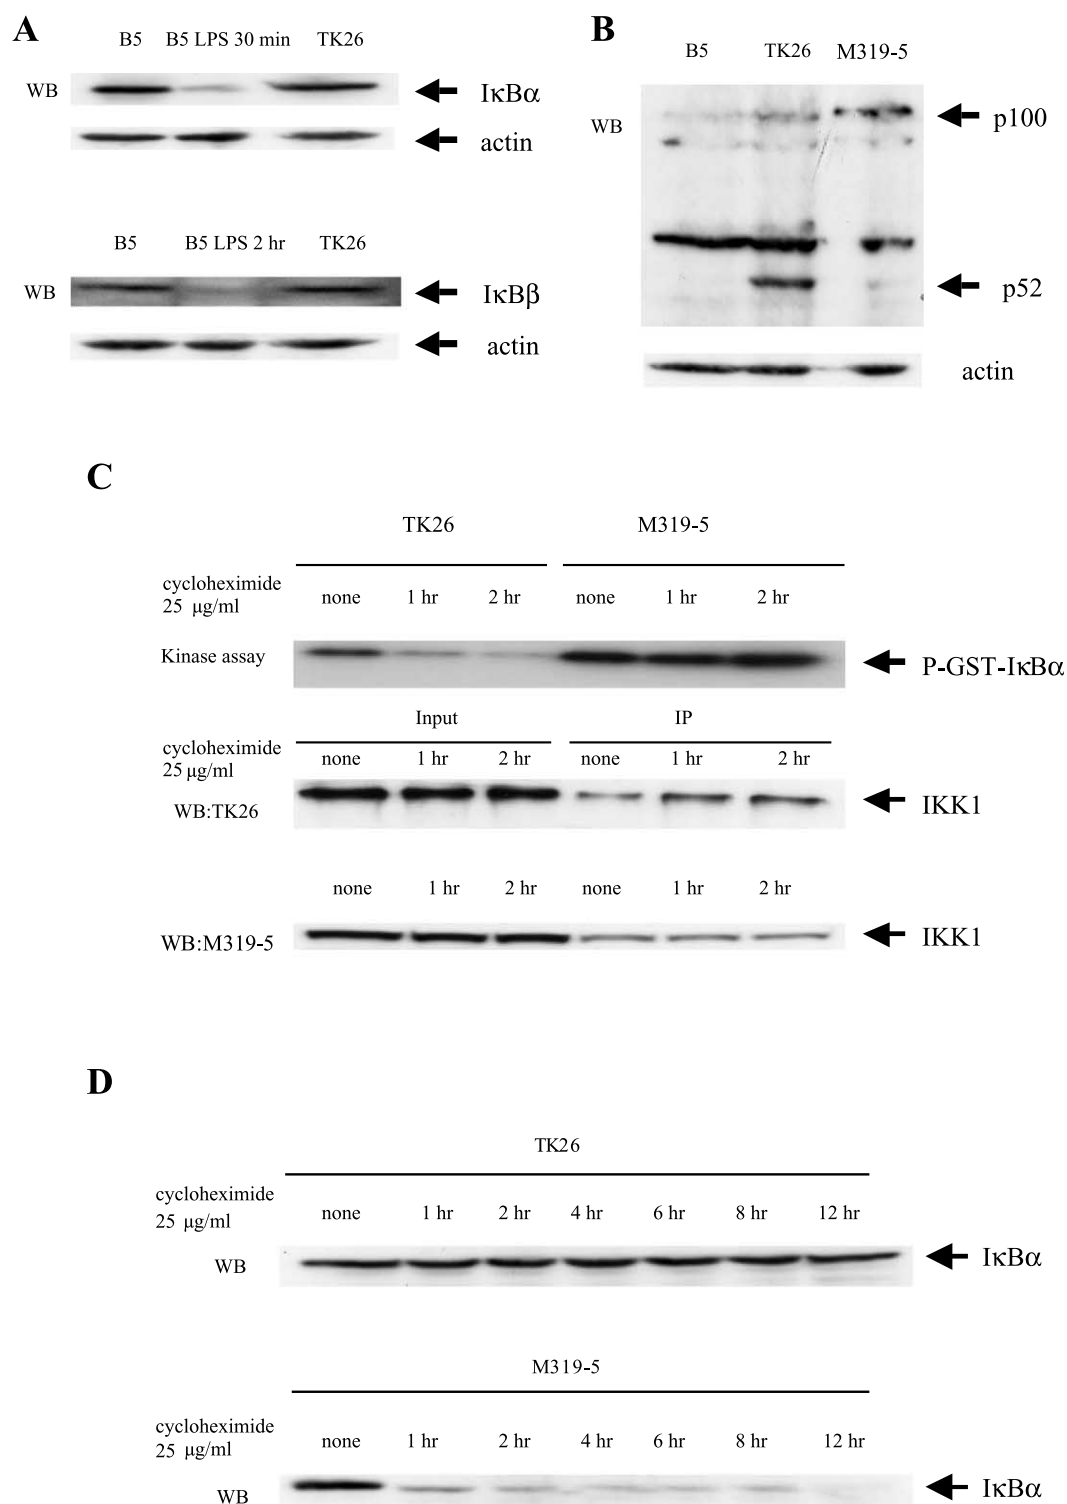 A
B5 B5 LPS 30 min TK26
WB IκBα
actin
B5 B5 LPS 2 hr TK26
WB IκBβ
actin
B
B5 TK26 M319-5
WB p100
p52
actin
C
TK26 M319-5
cycloheximide
25 μg/ml none 1 hr 2 hr none 1 hr 2 hr
Kinase assay P-GST-IκBα
Input IP
cycloheximide
25 μg/ml none 1 hr 2 hr none 1 hr 2 hr
WB:TK26 IKK1
none 1 hr 2 hr none 1 hr 2 hr
WB:M319-5 IKK1
D
TK26
cycloheximide
25 μg/ml none 1 hr 2 hr 4 hr 6 hr 8 hr 12 hr
WB IκBα
M319-5
cycloheximide
25 μg/ml none 1 hr 2 hr 4 hr 6 hr 8 hr 12 hr
WB IκBα